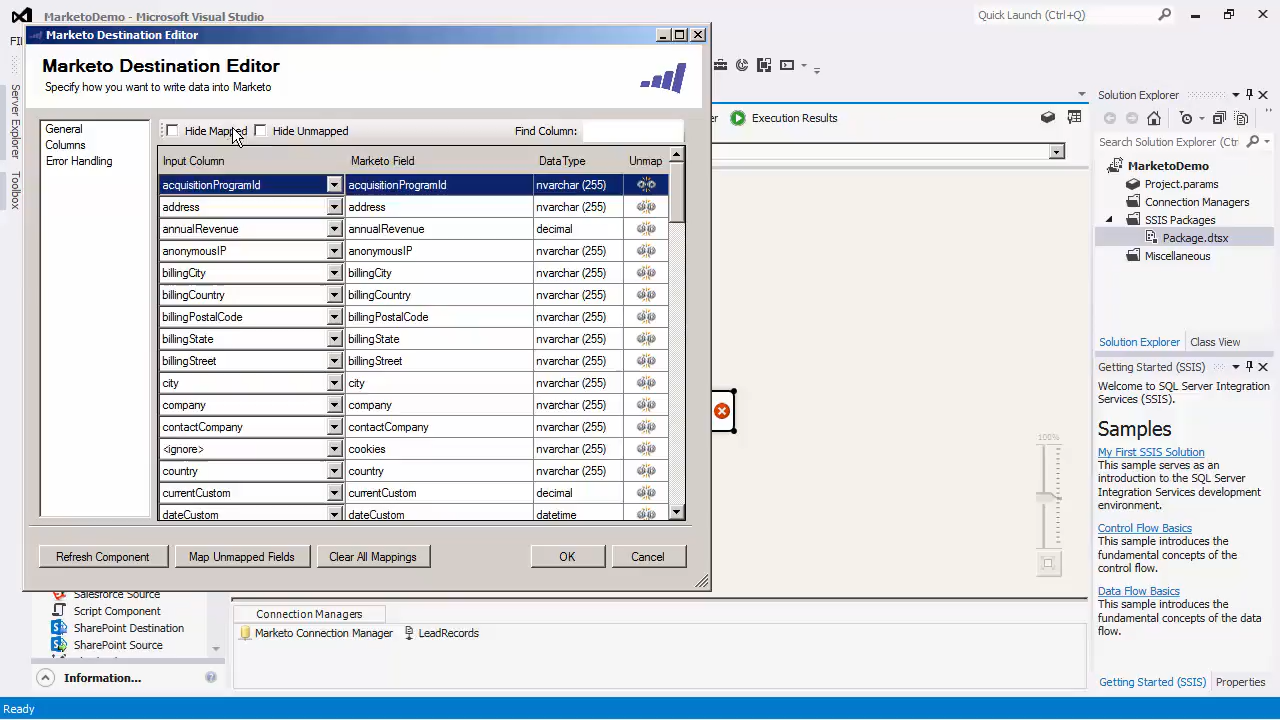 MarketoDemo - Microsoft Visual Studio
Quick Launch (Ctrl+Q)
FI
Marketo Destination Editor
Marketo Destination Editor
Specify how you want to write data into Marketo
Server Explorer
Toolbox
General
Columns
Error Handling
Hide Mapped
Hide Unmapped
Find Column:
Input Column Marketo Field DataType Unmap
acquisitionProgramId acquisitionProgramId nvarchar (255)
address address nvarchar (255)
annualRevenue annualRevenue decimal
anonymousIP anonymousIP nvarchar (255)
billingCity billingCity nvarchar (255)
billingCountry billingCountry nvarchar (255)
billingPostalCode billingPostalCode nvarchar (255)
billingState billingState nvarchar (255)
billingStreet billingStreet nvarchar (255)
city city nvarchar (255)
company company nvarchar (255)
contactCompany contactCompany nvarchar (255)
<ignore> cookies nvarchar (255)
country country nvarchar (255)
currentCustom currentCustom decimal
dateCustom dateCustom datetime
Refresh Component
Map Unmapped Fields
Clear All Mappings
OK
Cancel
Execution Results
100%
Salesforce Source
Script Component
SharePoint Destination
SharePoint Source
Information...
Connection Managers
Marketo Connection Manager
LeadRecords
Solution Explorer
Search Solution Explorer
MarketoDemo
Project.params
Connection Managers
SSIS Packages
Package.dtsx
Miscellaneous
Solution Explorer Class View
Getting Started (SSIS)
Welcome to SQL Server Integration
Services (SSIS).
Samples
My First SSIS Solution
This sample serves as an
introduction to the SQL Server
Integration Services development
environment.
Control Flow Basics
This sample introduces the
fundamental concepts of the
control flow.
Data Flow Basics
This sample introduces the
fundamental concepts of the data
flow.
Getting Started (SSIS) Properties
Ready